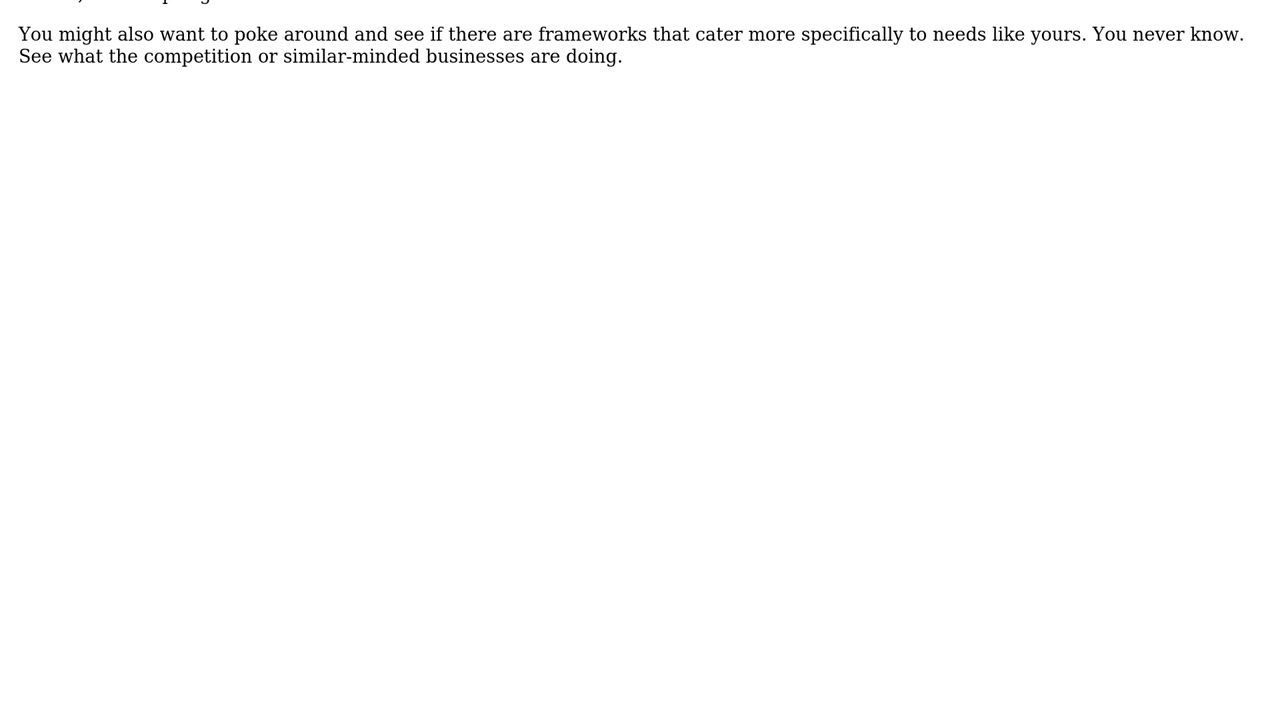 You might also want to poke around and see if there are frameworks that cater more specifically to needs like yours. You never know.
See what the competition or similar-minded businesses are doing.